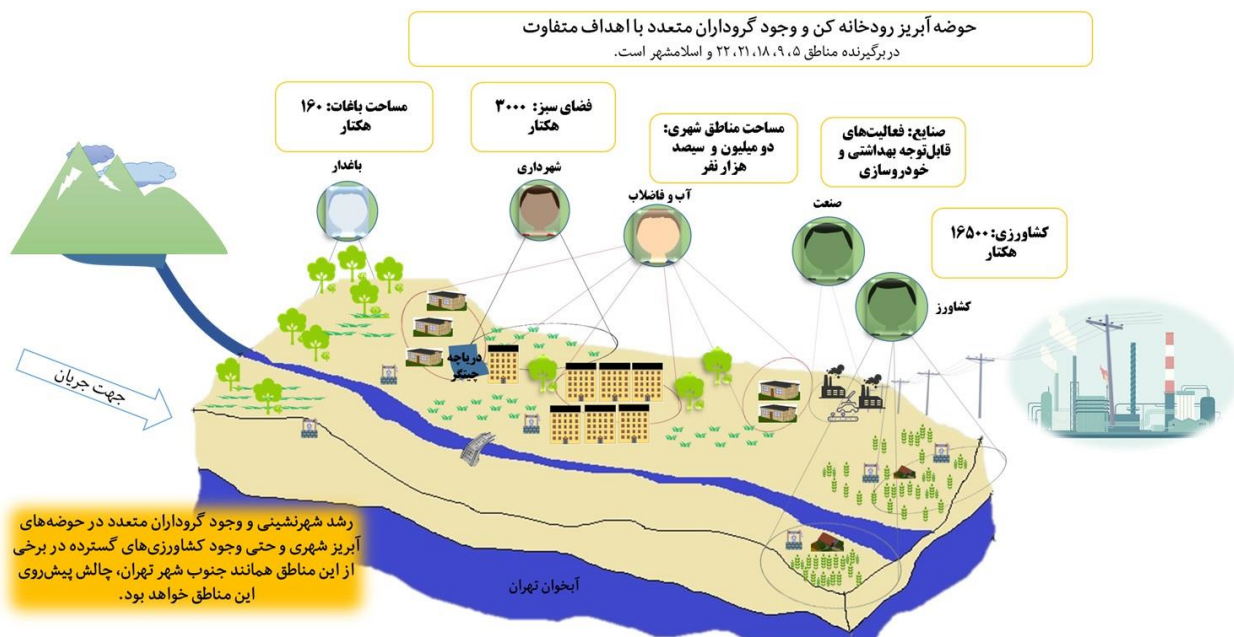 حوضه آبریز رودخانه کن و وجود گروداران متعدد با اهداف متفاوت
دربرگیرنده مناطق ۵، ۹، ۱۸، ۲۱، ۲۲ و اسلامشهر است.
صنایع: فعالیت‌های
قابل‌توجه بهداشتی و
خودروسازی
مساحت مناطق شهری:
دو میلیون و سیصد
هزار نفر
فضای سبز: ۳۰۰۰
هکتار
مساحت باغات: ۱۶۰
هکتار
کشاورزی: ۱۶۵۰۰
هکتار
صنعت
آب و فاضلاب
شهرداری
باغدار
کشاورز
دریاچه
چیتگر
جهت جریان
رشد شهرنشینی و وجود گروداران متعدد در حوضه‌های
آبریز شهری و حتی وجود کشاورزی‌های گسترده در برخی
از این مناطق همانند جنوب شهر تهران، چالش پیش‌روی
این مناطق خواهد بود.
آبخوان تهران